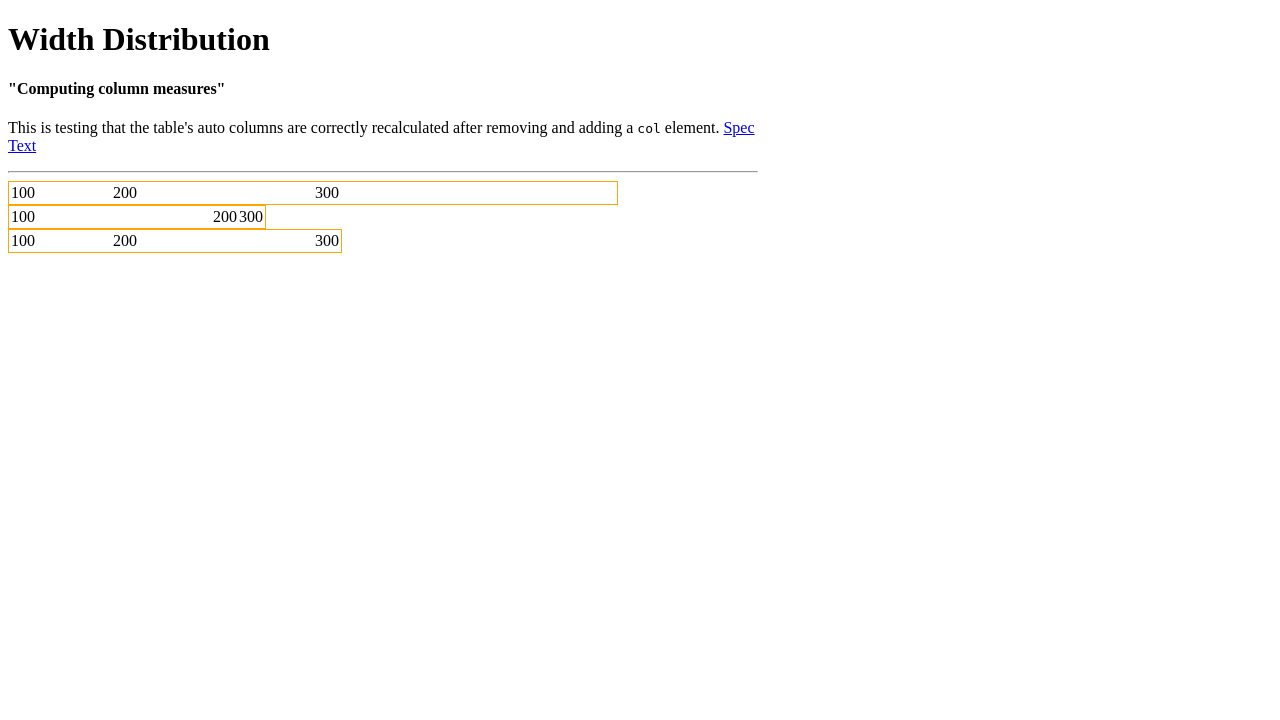 Width Distribution
"Computing column measures"
This is testing that the table's auto columns are correctly recalculated after removing and adding a col element. Spec
Text
100 200 300
100 200 300
100 200 300